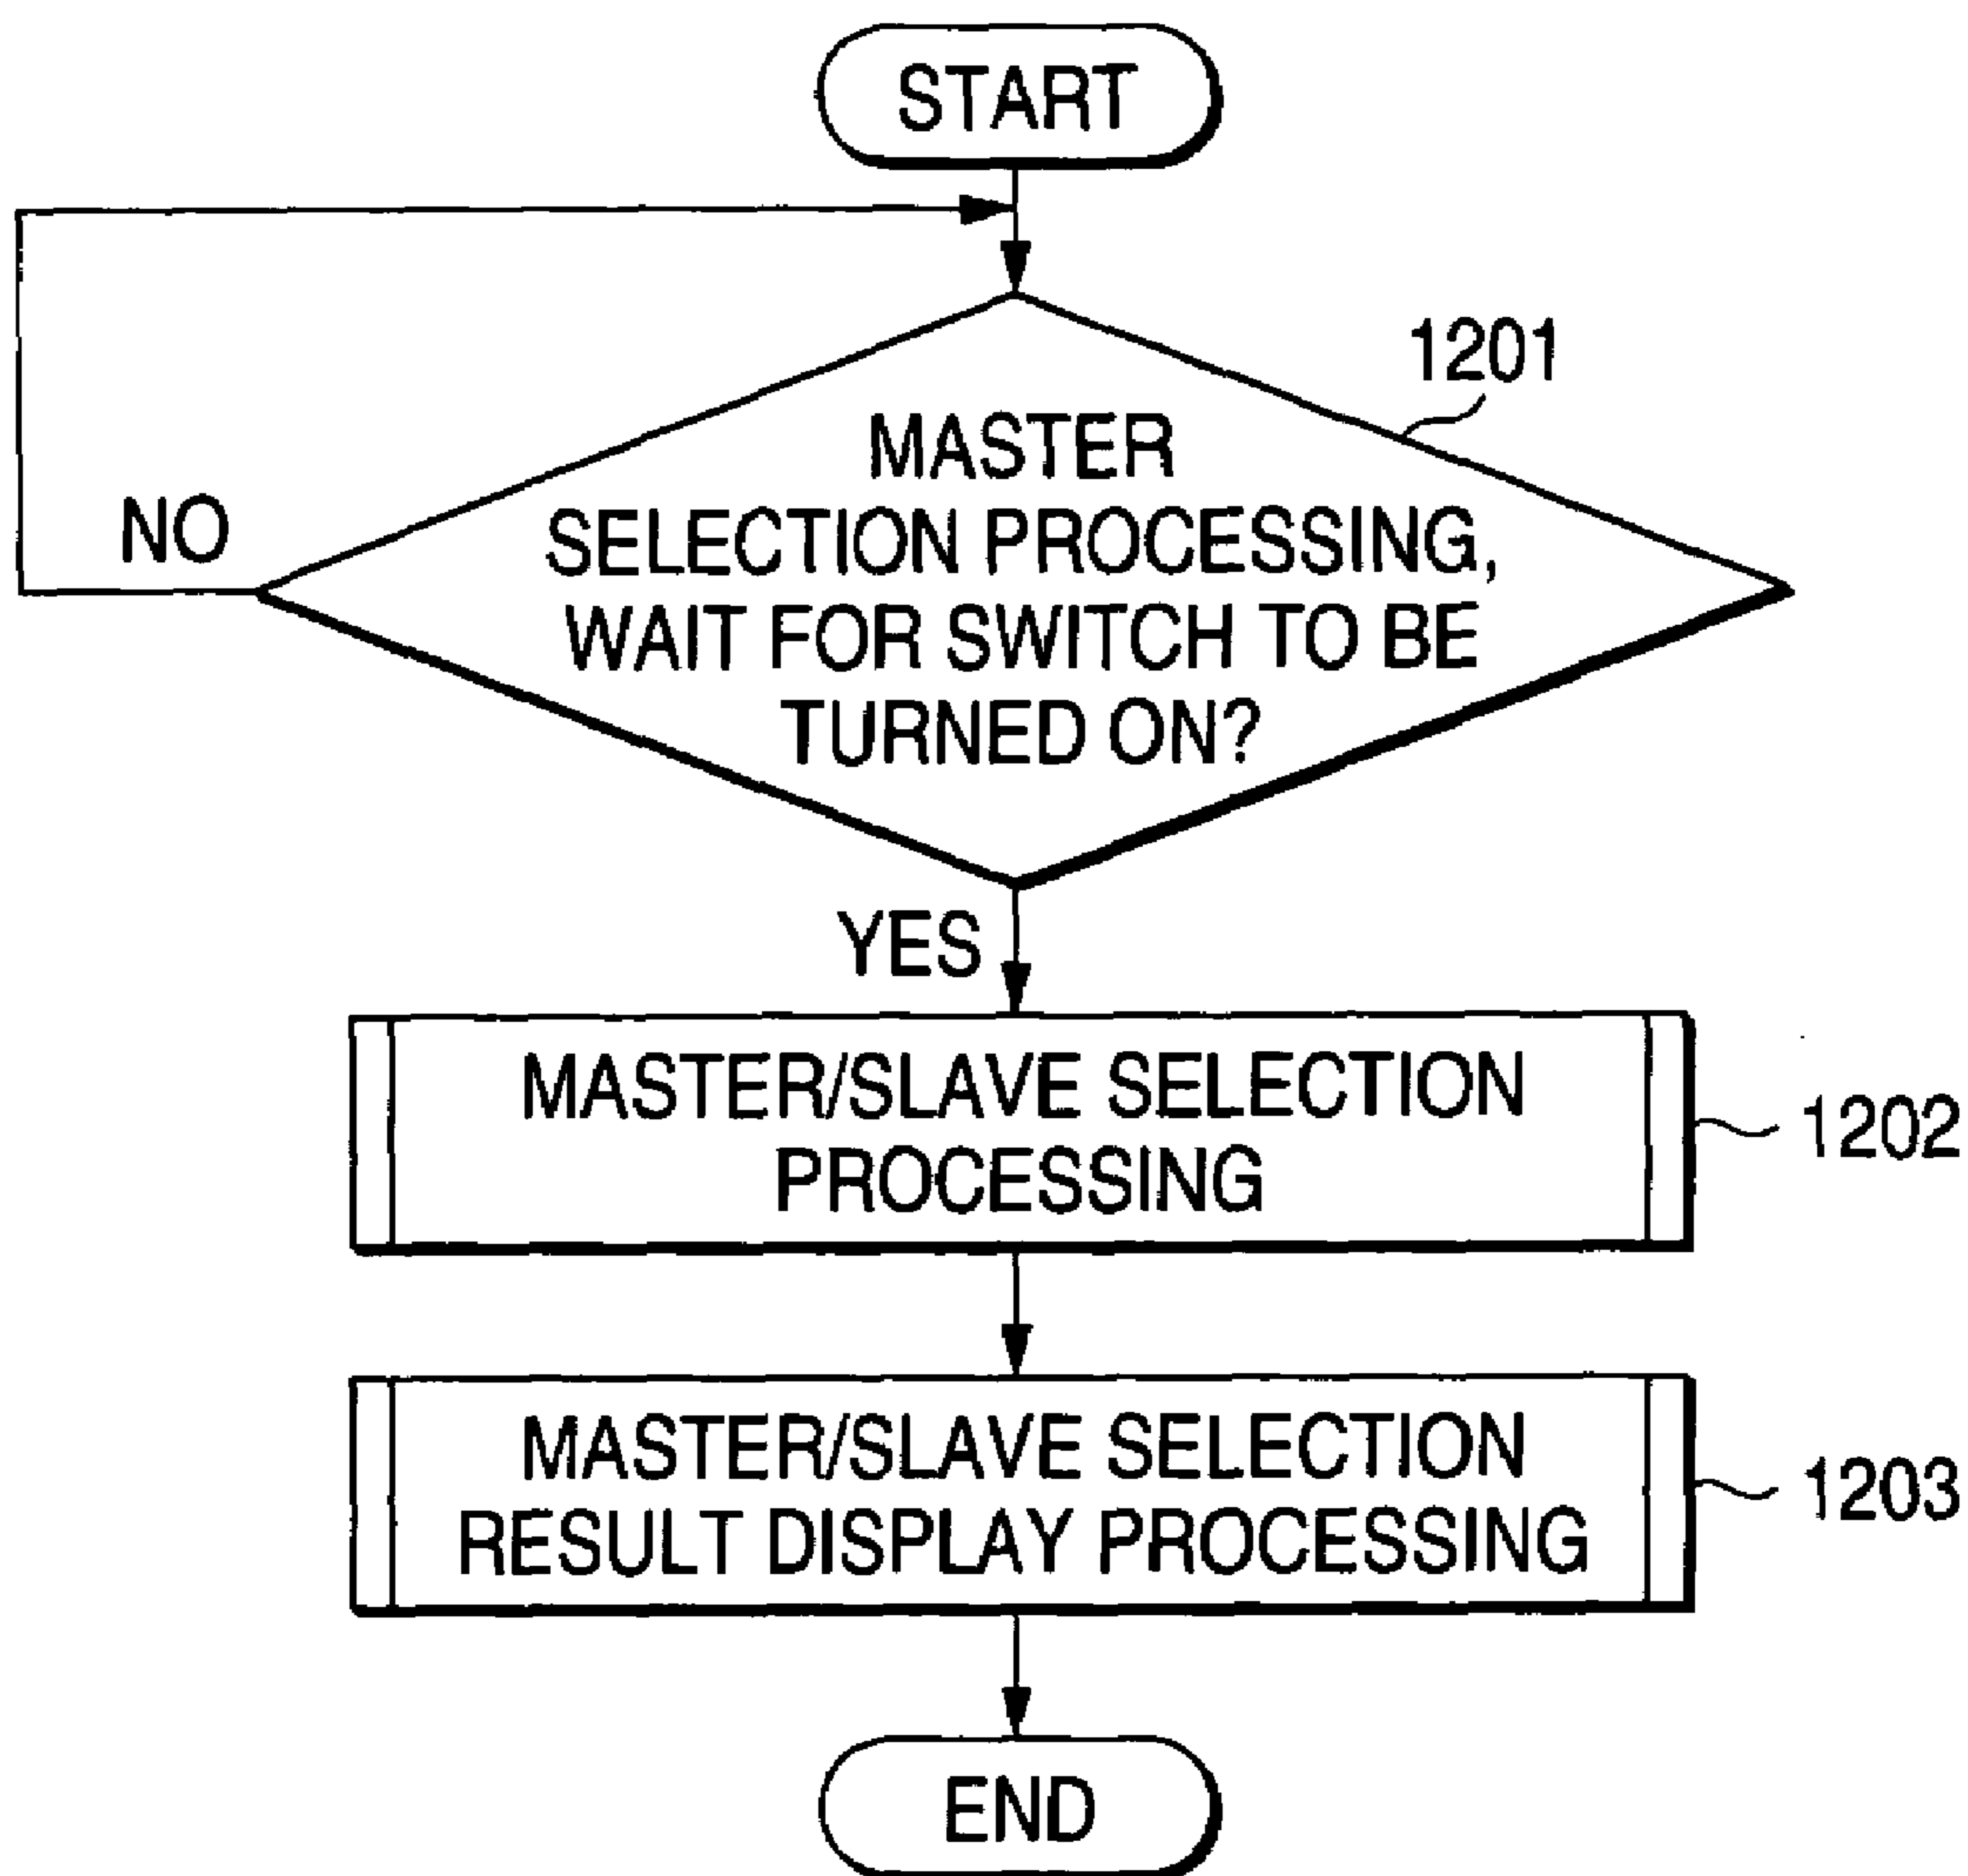 START
1201
MASTER
SELECTION PROCESSING,
WAIT FOR SWITCH TO BE
TURNED ON?
NO
YES
MASTER/SLAVE SELECTION
PROCESSING
1202
MASTER/SLAVE SELECTION
RESULT DISPLAY PROCESSING
1203
END